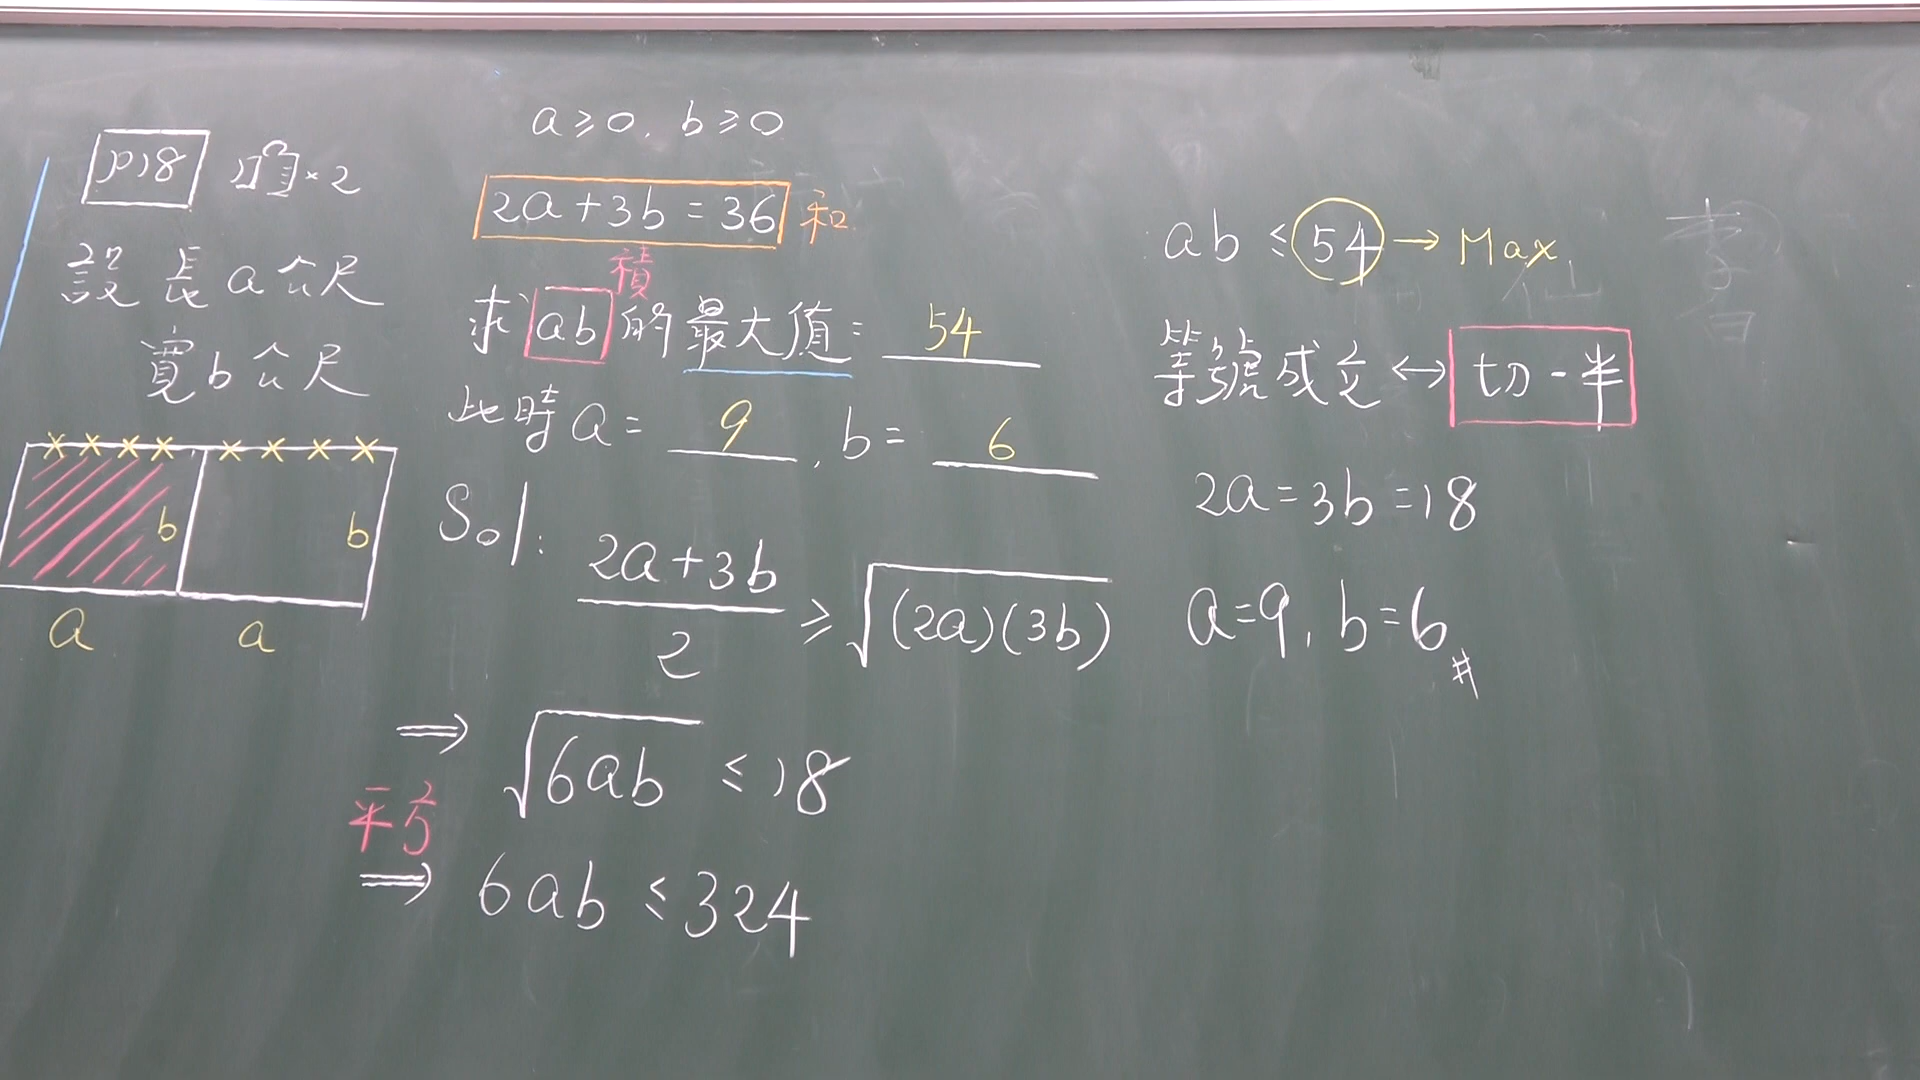 p18
×2
設 長 a 公尺
寬 b 公尺
b
b
a
a
a≥0, b≥0
2a+3b=36 和
積
求 ab 的最大值: 54
此時 a= 9 , b= 6
Sol:
(2a+3b)/2 ≥ √(2a)(3b)
⇒ √6ab ≤ 18
平方
⇒ 6ab ≤ 324
ab ≤ 54 → Max
等號成立 ↔ 切一半
2a=3b=18
a=9, b=6 #